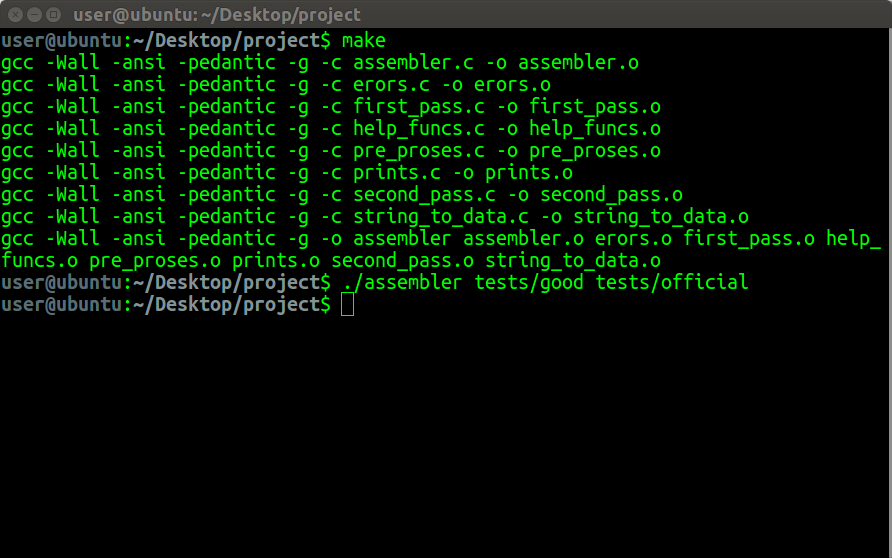 user@ubuntu: ~/Desktop/project
user@ubuntu:~/Desktop/project$ make
gcc -Wall -ansi -pedantic -g -c assembler.c -o assembler.o
gcc -Wall -ansi -pedantic -g -c erors.c -o erors.o
gcc -Wall -ansi -pedantic -g -c first_pass.c -o first_pass.o
gcc -Wall -ansi -pedantic -g -c help_funcs.c -o help_funcs.o
gcc -Wall -ansi -pedantic -g -c pre_proses.c -o pre_proses.o
gcc -Wall -ansi -pedantic -g -c prints.c -o prints.o
gcc -Wall -ansi -pedantic -g -c second_pass.c -o second_pass.o
gcc -Wall -ansi -pedantic -g -c string_to_data.c -o string_to_data.o
gcc -Wall -ansi -pedantic -g -o assembler assembler.o erors.o first_pass.o help_
funcs.o pre_proses.o prints.o second_pass.o string_to_data.o
user@ubuntu:~/Desktop/project$ ./assembler tests/good tests/official
user@ubuntu:~/Desktop/project$